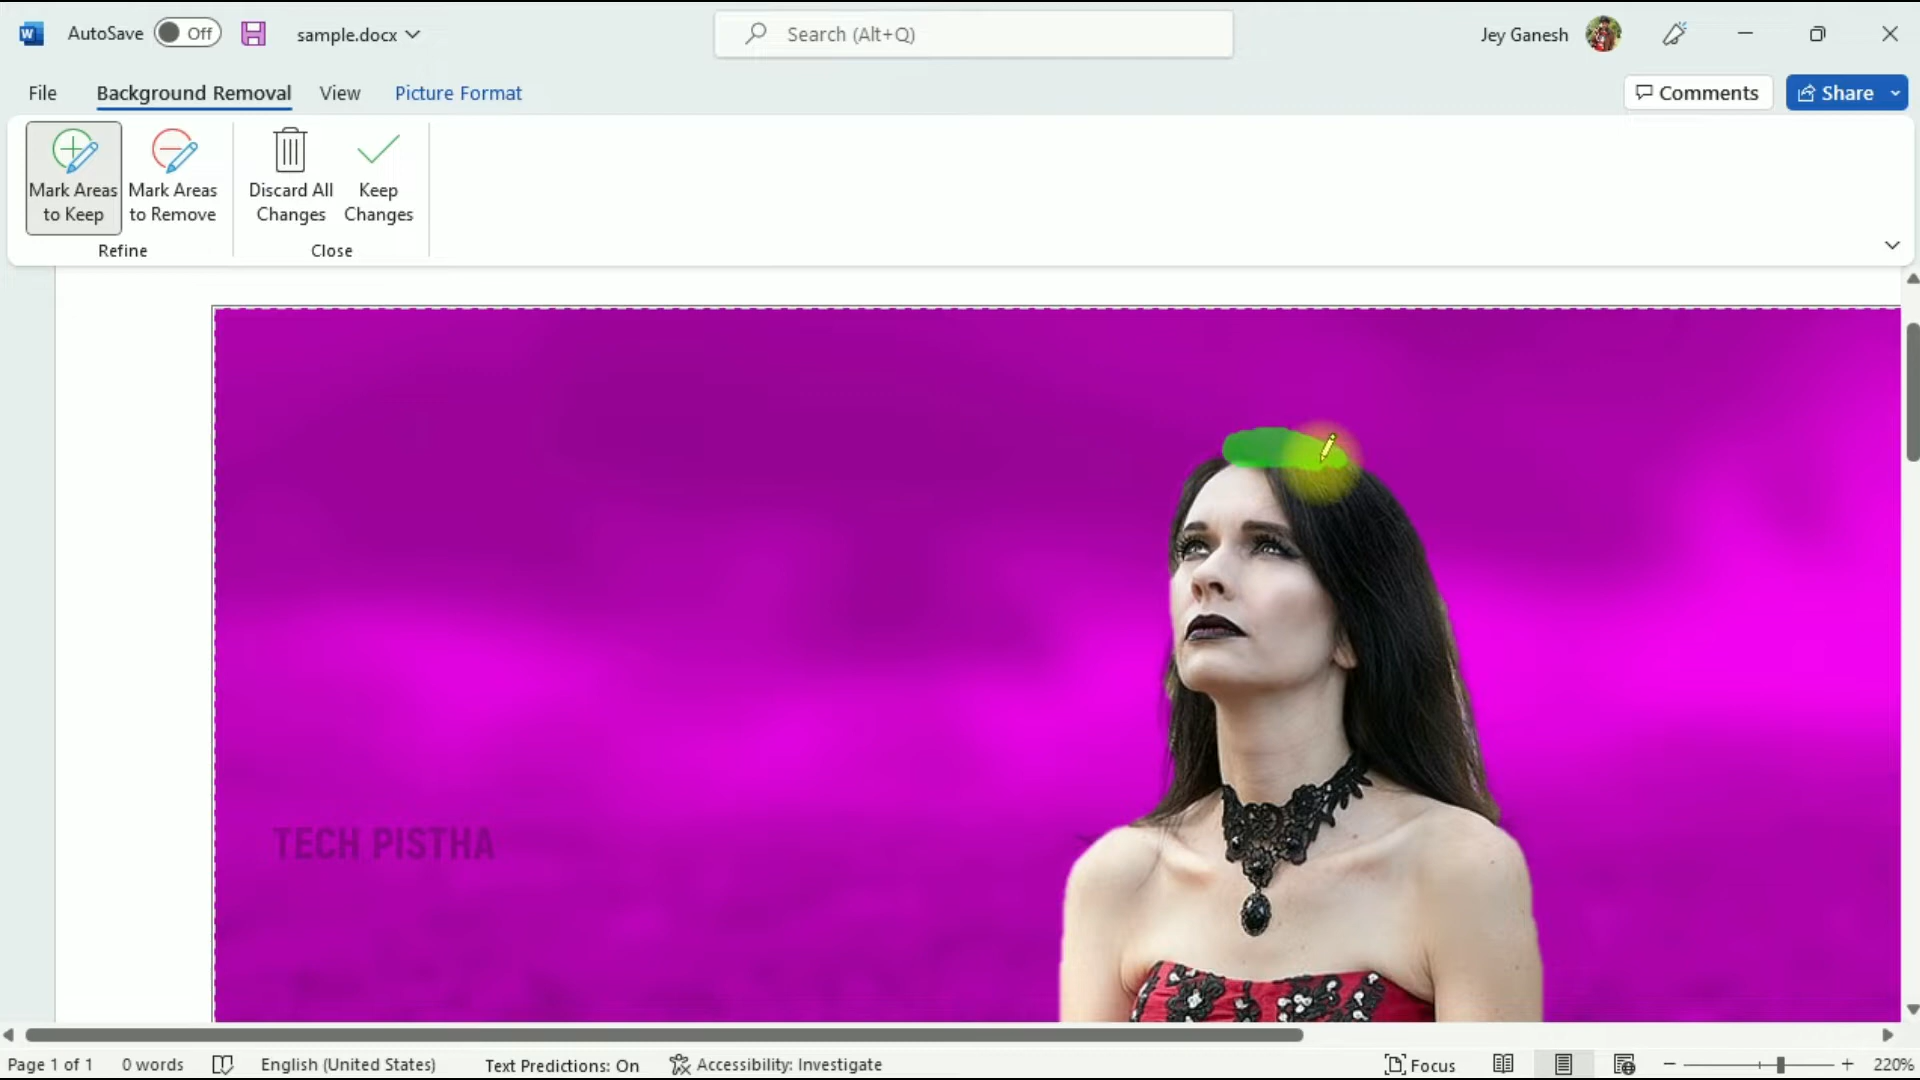 AutoSave Off sample.docx Search (Alt+Q) Jey Ganesh
File Background Removal View Picture Format Comments Share
Mark Areas to Keep
Mark Areas to Remove
Discard All Changes
Keep Changes
Refine Close
TECH PISTHA
Page 1 of 1 0 words English (United States) Text Predictions: On Accessibility: Investigate Focus 220%